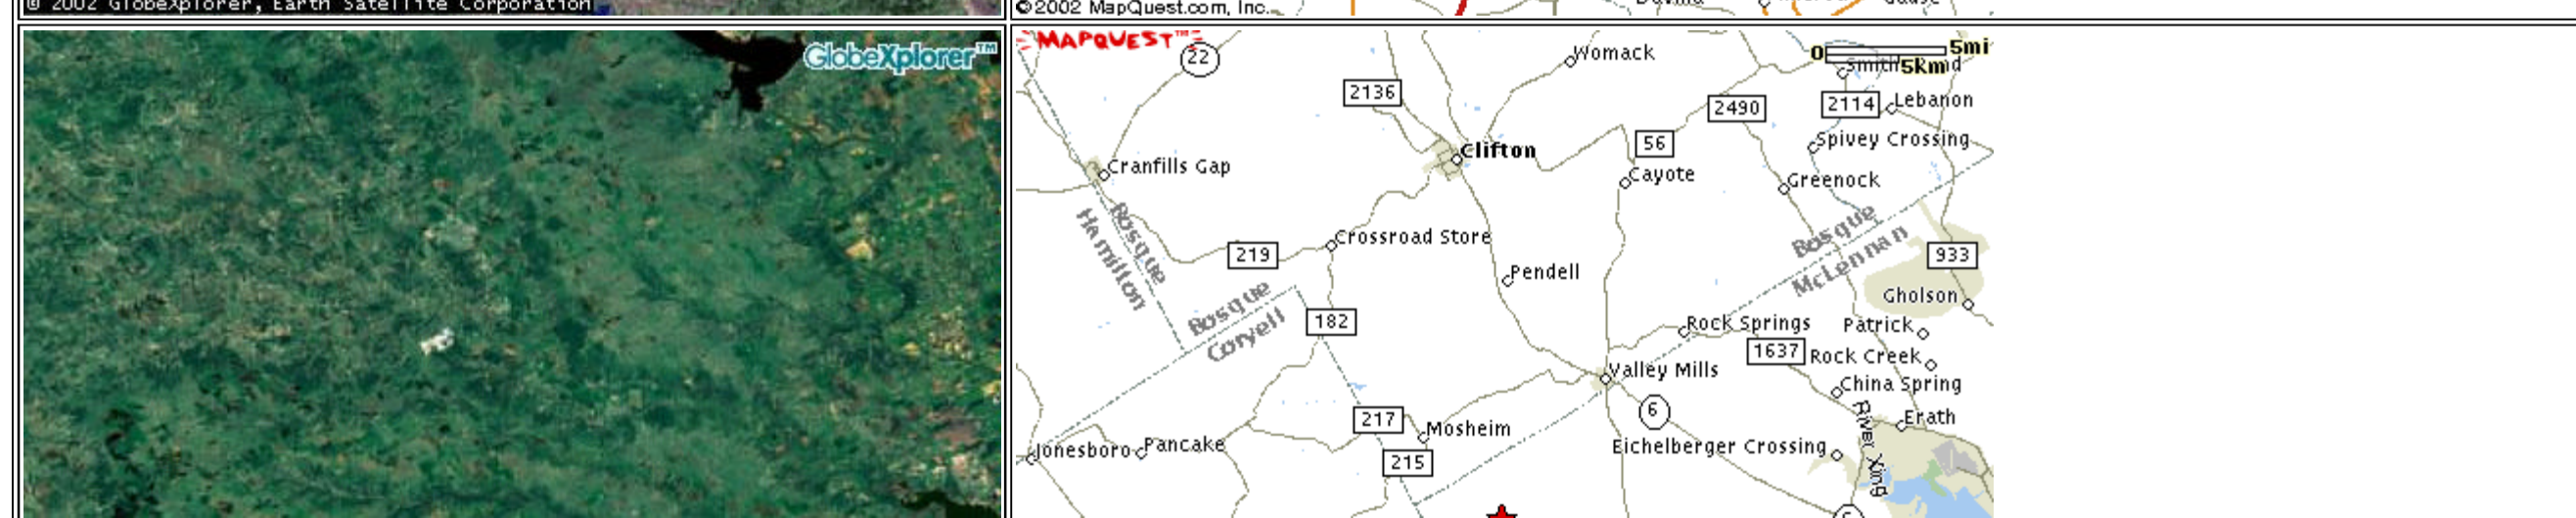 © 2002 GlobeXplorer, Earth Satellite Corporation
©2002 MapQuest.com, Inc.
GlobeXplorer™
MAPQUEST™
22
Womack
0 5mi
5km
2136
2490
2114
Lebanon
Clifton
56
Spivey Crossing
Cranfills Gap
Cayote
Greenock
Bosque
Hamilton
Crossroad Store
219
Pendell
Bosque
McLennan
933
Gholson
Bosque
Coryell
182
Rock Springs
Patrick
1637
Rock Creek
Valley Mills
China Spring
6
217
Mosheim
Erath
River Xing
Jonesboro
Pancake
Eichelberger Crossing
215